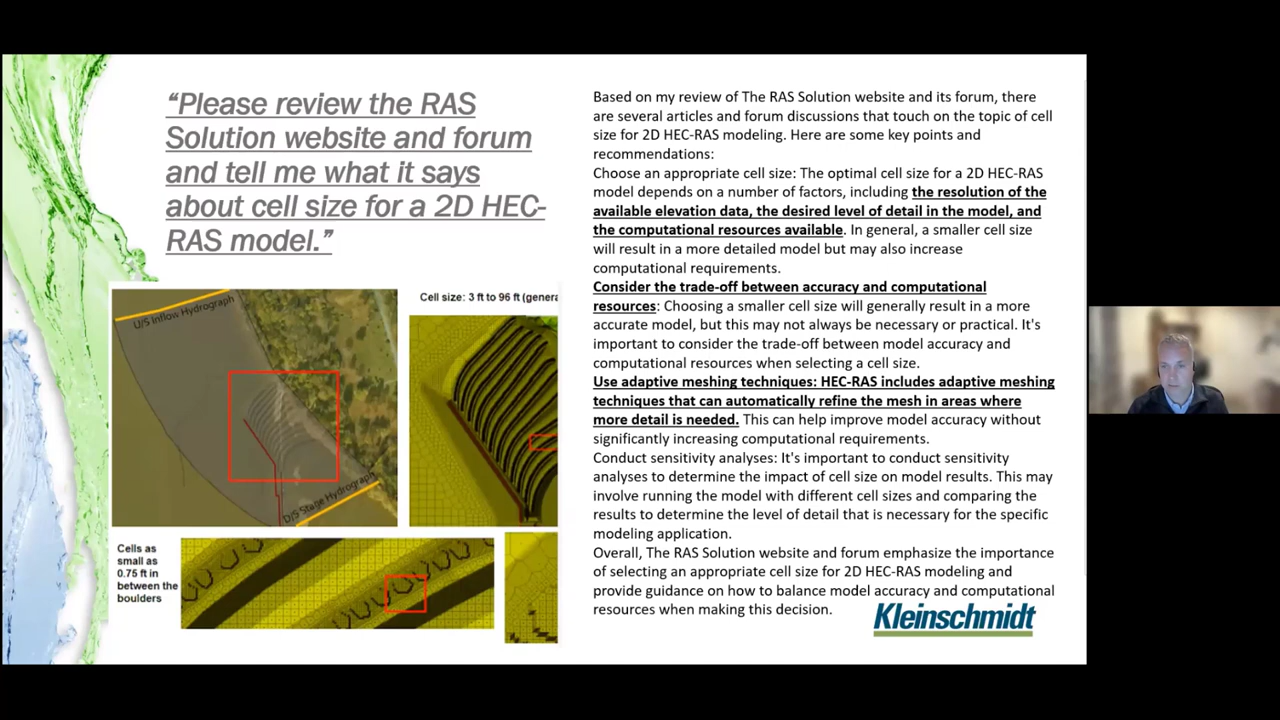 “Please review the RAS
Solution website and forum
and tell me what it says
about cell size for a 2D HEC-
RAS model.”
U/S Inflow Hydrograph
D/S Stage Hydrograph
Cell size: 3 ft to 96 ft (genera
Cells as
small as
0.75 ft in
between the
boulders
Based on my review of The RAS Solution website and its forum, there
are several articles and forum discussions that touch on the topic of cell
size for 2D HEC-RAS modeling. Here are some key points and
recommendations:
Choose an appropriate cell size: The optimal cell size for a 2D HEC-RAS
model depends on a number of factors, including the resolution of the
available elevation data, the desired level of detail in the model, and
the computational resources available. In general, a smaller cell size
will result in a more detailed model but may also increase
computational requirements.
Consider the trade-off between accuracy and computational
resources: Choosing a smaller cell size will generally result in a more
accurate model, but this may not always be necessary or practical. It's
important to consider the trade-off between model accuracy and
computational resources when selecting a cell size.
Use adaptive meshing techniques: HEC-RAS includes adaptive meshing
techniques that can automatically refine the mesh in areas where
more detail is needed. This can help improve model accuracy without
significantly increasing computational requirements.
Conduct sensitivity analyses: It's important to conduct sensitivity
analyses to determine the impact of cell size on model results. This may
involve running the model with different cell sizes and comparing the
results to determine the level of detail that is necessary for the specific
modeling application.
Overall, The RAS Solution website and forum emphasize the importance
of selecting an appropriate cell size for 2D HEC-RAS modeling and
provide guidance on how to balance model accuracy and computational
resources when making this decision.
Kleinschmidt